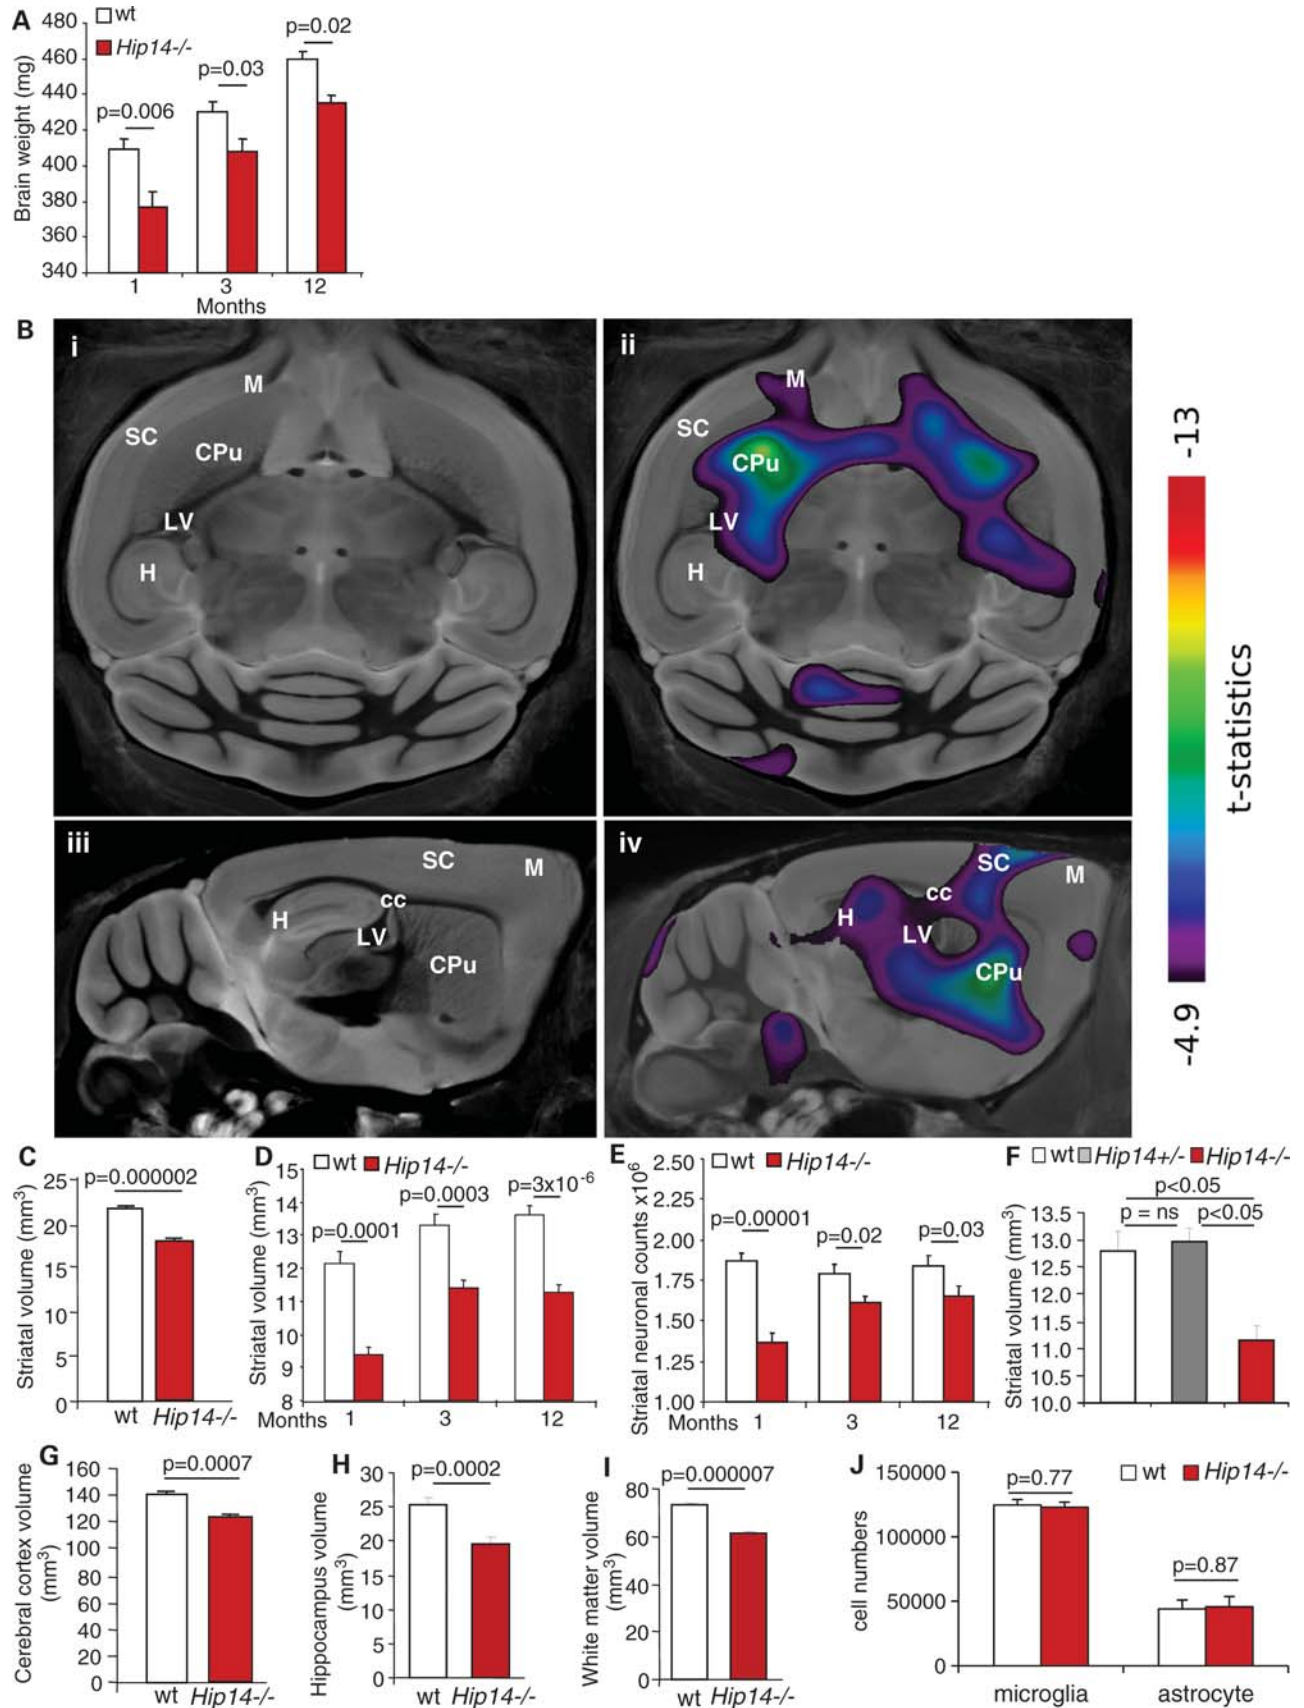 A
wt
Hip14-/-
Brain weight (mg)
480
460
440
420
400
380
360
340
p=0.006
p=0.03
p=0.02
1
3
12
Months
B
i
M
SC
CPu
LV
H
ii
M
SC
CPu
LV
H
iii
SC
M
cc
H
LV
CPu
iv
SC
M
cc
H
LV
CPu
-13
t-statistics
-4.9
C
Striatal volume (mm³)
25
20
15
10
5
0
p=0.000002
wt Hip14-/-
D
wt Hip14-/-
Striatal volume (mm³)
15
14
13
12
11
10
9
8
p=0.0001
p=0.0003
p=3x10⁻⁶
Months 1 3 12
E
wt Hip14-/-
Striatal neuronal counts x10⁶
2.50
2.25
2.00
1.75
1.50
1.25
1.00
p=0.00001
p=0.02
p=0.03
Months 1 3 12
F
wt Hip14+/- Hip14-/-
p<0.05
p = ns p<0.05
Striatal volume (mm³)
13.5
13.0
12.5
12.0
11.5
11.0
10.5
10.0
G
Cerebral cortex volume
(mm³)
160
140
120
100
80
60
40
20
0
p=0.0007
wt Hip14-/-
H
Hippocampus volume
(mm³)
30
25
20
15
10
5
0
p=0.0002
wt Hip14-/-
I
White matter volume
(mm³)
80
60
40
20
0
p=0.000007
wt Hip14-/-
J
wt Hip14-/-
cell numbers
150000
100000
50000
0
p=0.77
p=0.87
microglia astrocyte